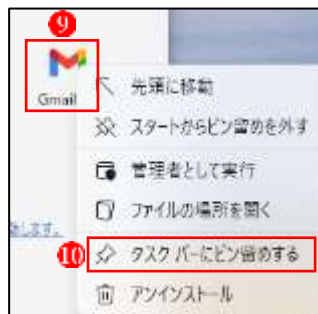 9
Gmail
先頭に移動
スタートからピン留めを外す
管理者として実行
ファイルの場所を開く
します。
10
タスク バーにピン留めする
アンインストール